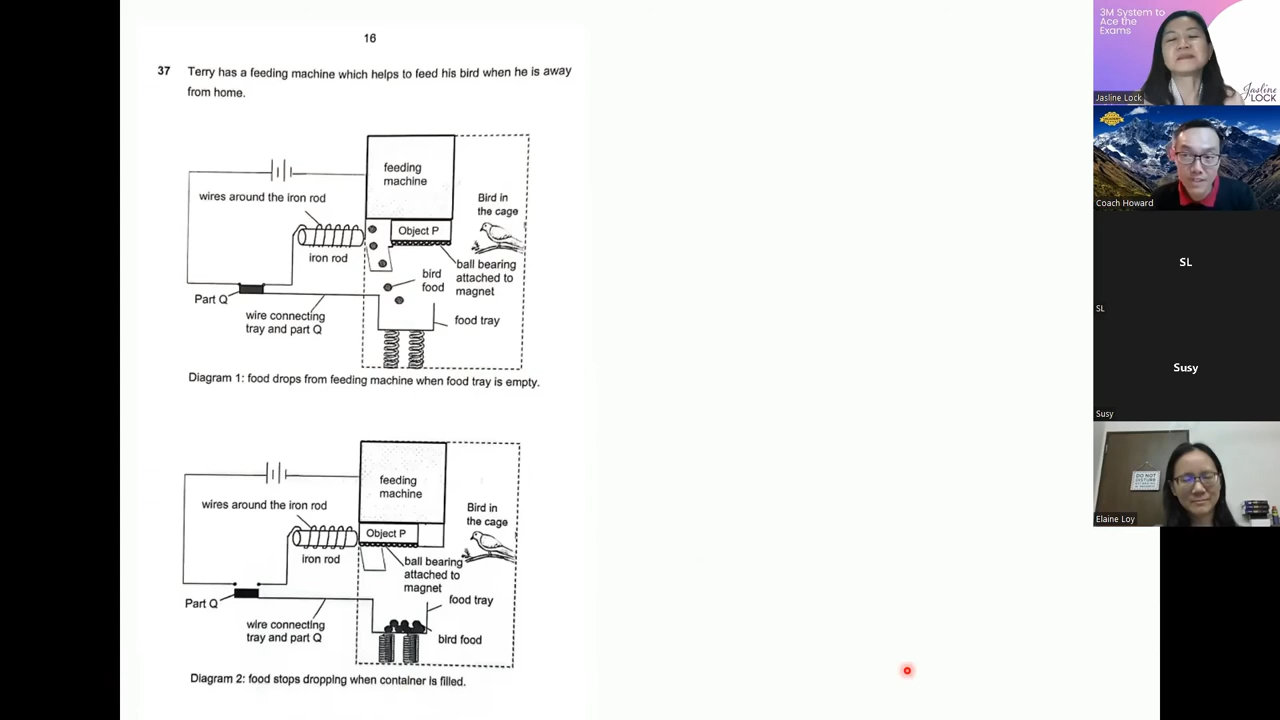 16
37 Terry has a feeding machine which helps to feed his bird when he is away
from home.
feeding
machine
wires around the iron rod
Bird in
the cage
Object P
iron rod
ball bearing
attached to
magnet
bird
food
Part Q
wire connecting
tray and part Q
food tray
Diagram 1: food drops from feeding machine when food tray is empty.
feeding
machine
wires around the iron rod
Bird in
the cage
Object P
iron rod
ball bearing
attached to
magnet
food tray
Part Q
wire connecting
tray and part Q
bird food
Diagram 2: food stops dropping when container is filled.
3M System to
Ace the
Exams
Jasline
LOCK
Jasline Lock
Coach Howard
SL
SL
Susy
Susy
DO NOT
DISTURB
Elaine Loy